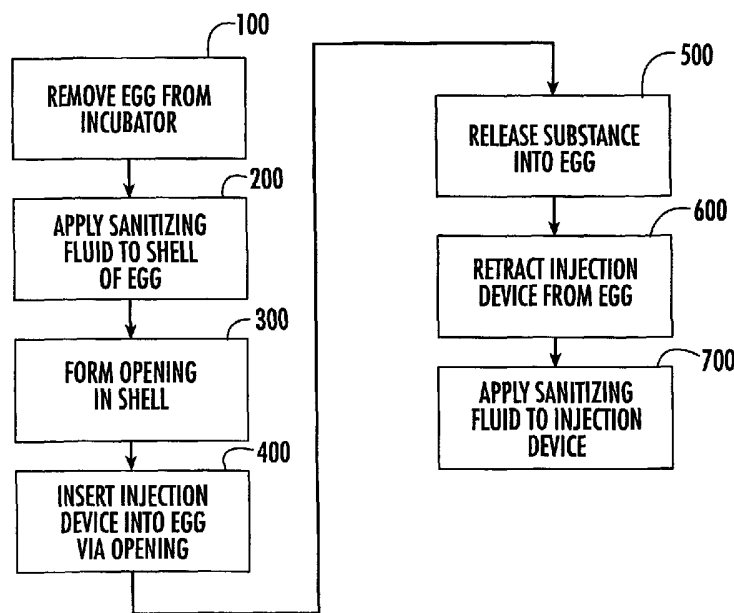 100
REMOVE EGG FROM
INCUBATOR
200
APPLY SANITIZING
FLUID TO SHELL
OF EGG
300
FORM OPENING
IN SHELL
400
INSERT INJECTION
DEVICE INTO EGG
VIA OPENING
500
RELEASE SUBSTANCE
INTO EGG
600
RETRACT INJECTION
DEVICE FROM EGG
700
APPLY SANITIZING
FLUID TO INJECTION
DEVICE